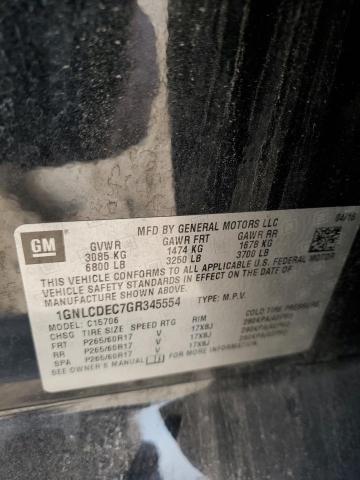 04/16
MFD BY GENERAL MOTORS LLC
GM
GVWR GAWR FRT GAWR RR
3085 KG 1474 KG 1678 KG
6800 LB 3250 LB 3700 LB
THIS VEHICLE CONFORMS TO ALL APPLICABLE U.S. FEDERAL MOTOR
VEHICLE SAFETY STANDARDS IN EFFECT ON THE DATE OF
MANUFACTURE SHOWN ABOVE.
1GNLCDEC7GR345554 TYPE: M.P.V.
MODEL: C15706
CHSG TIRE SIZE SPEED RTG RIM COLD TIRE PRESSURE
FRT P265/60R17 V 17X8J
RR P265/60R17 V 17X8J
SPA P265/60R17 V 17X8J
SEE OWNER'S MANUAL FOR